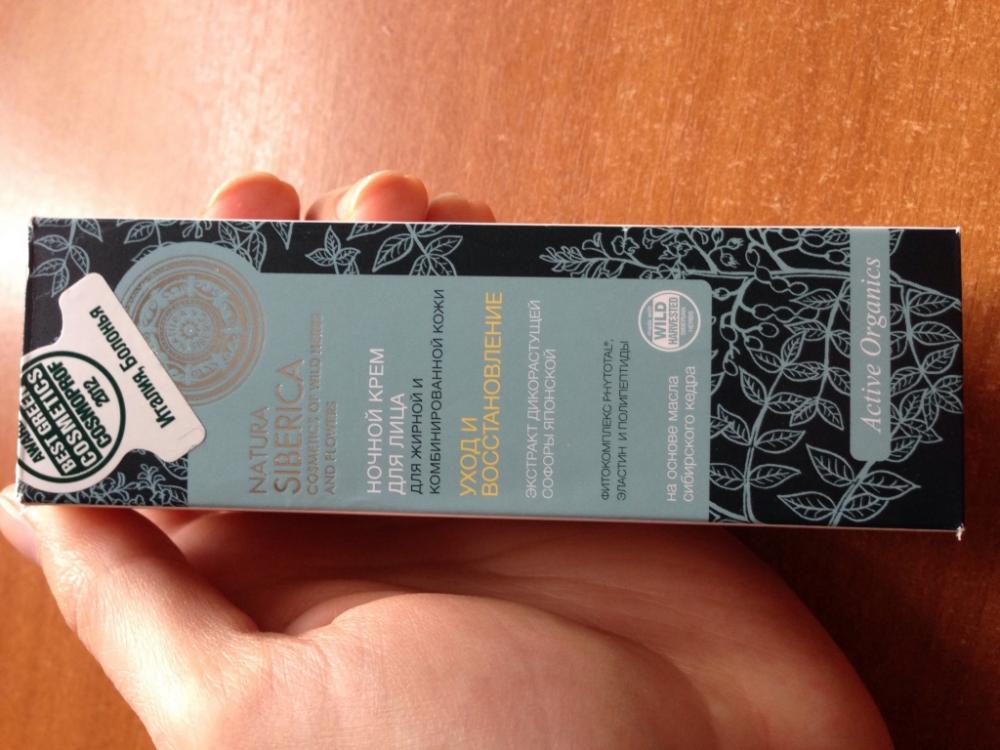 AWARD
BEST GREEN
COSMETICS
COSMOPROF
2012
Италия, Болонья
NATURA
SIBERICA
COSMETICS OF WILD HERBS
AND FLOWERS
НОЧНОЙ КРЕМ
ДЛЯ ЛИЦА
ДЛЯ ЖИРНОЙ И
КОМБИНИРОВАННОЙ КОЖИ
УХОД И
ВОССТАНОВЛЕНИЕ
ЭКСТРАКТ ДИКОРАСТУЩЕЙ
СОФОРЫ ЯПОНСКОЙ
ФИТОКОМПЛЕКС PHYTOTAL®,
ЭЛАСТИН И ПОЛИПЕПТИДЫ
WILD
HARVESTED
HERBS
на основе масла
сибирского кедра
Active Organics